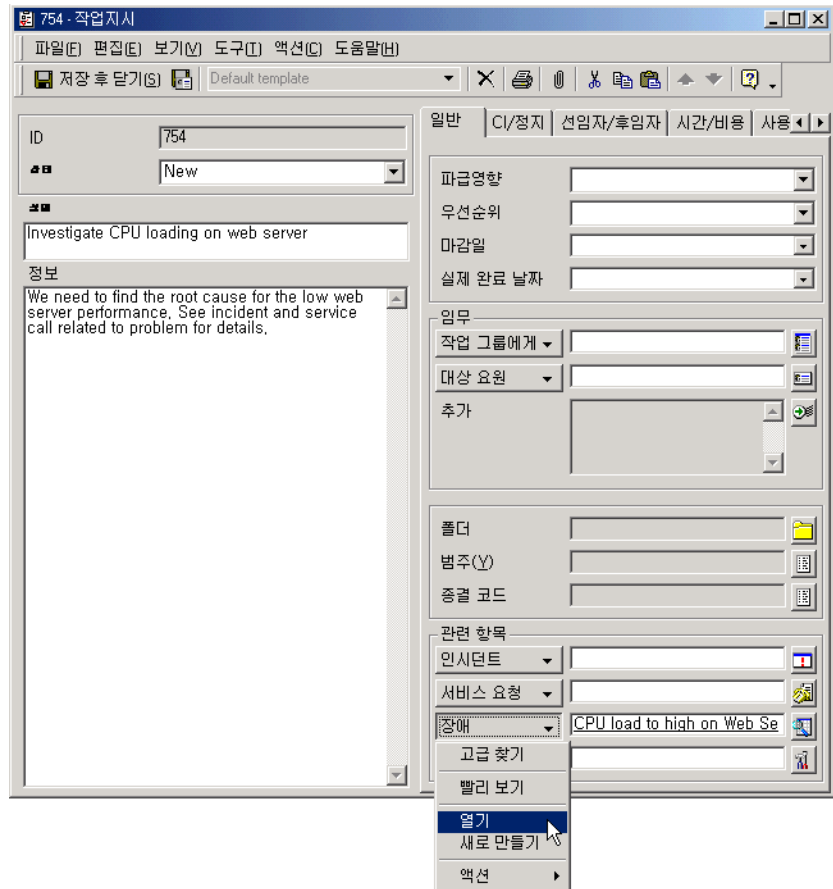 754 - 작업지시
파일(F) 편집(E) 보기(V) 도구(T) 액션(C) 도움말(H)
저장 후 닫기(S) Default template
ID 754
New
Investigate CPU loading on web server
정보
We need to find the root cause for the low web
server performance, See incident and service
call related to problem for details,
일반 CI/정지 선임자/후임자 시간/비용 사용
파급영향
우선순위
마감일
실제 완료 날짜
임무
작업 그룹에게
대상 요원
추가
폴더
범주(Y)
종결 코드
관련 항목
인시던트
서비스 요청
장애 CPU load to high on Web Se
고급 찾기
빨리 보기
열기
새로 만들기
액션